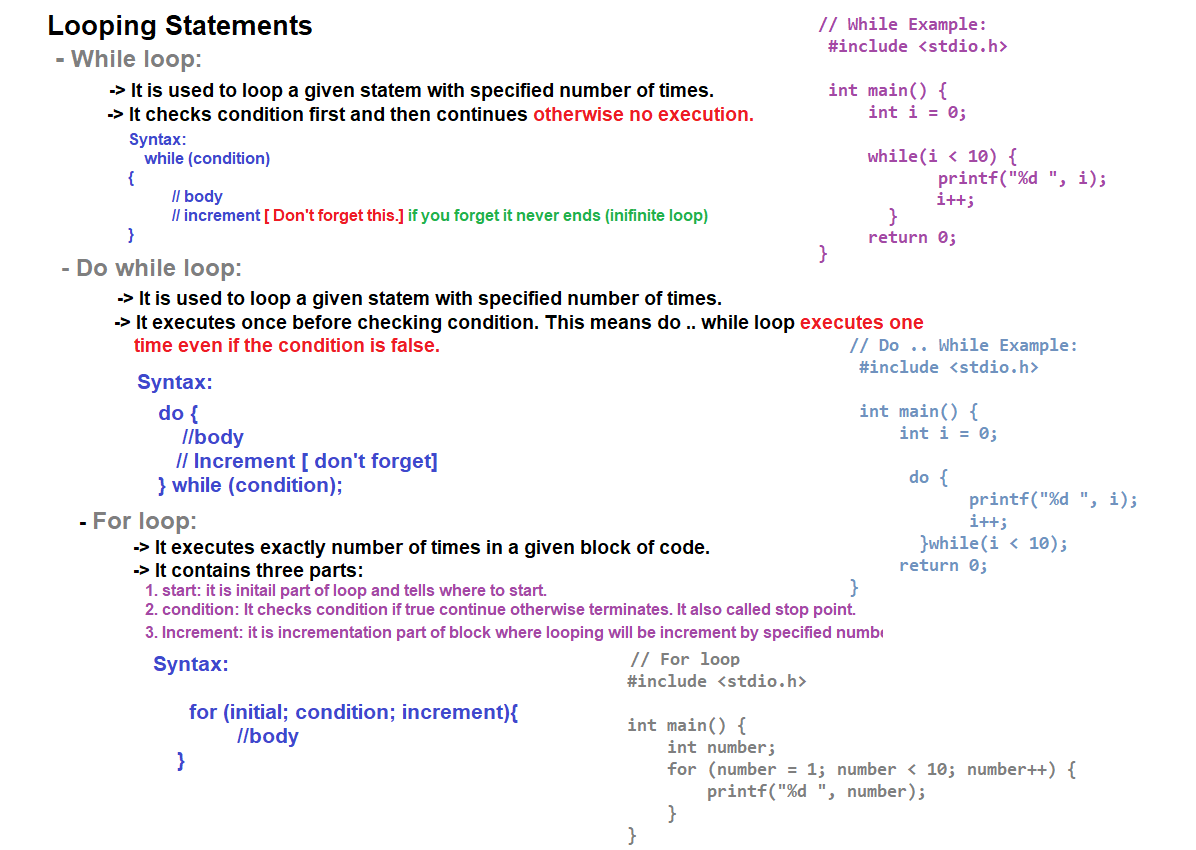 Looping Statements
- While loop:
-> It is used to loop a given statem with specified number of times.
-> It checks condition first and then continues otherwise no execution.
Syntax:
while (condition)
{
// body
// increment [ Don't forget this.] if you forget it never ends (inifinite loop)
}
// While Example:
#include <stdio.h>
int main() {
int i = 0;
while(i < 10) {
printf("%d ", i);
i++;
}
return 0;
}
- Do while loop:
-> It is used to loop a given statem with specified number of times.
-> It executes once before checking condition. This means do .. while loop executes one
time even if the condition is false.
Syntax:
do {
//body
// Increment [ don't forget]
} while (condition);
// Do .. While Example:
#include <stdio.h>
int main() {
int i = 0;
do {
printf("%d ", i);
i++;
}while(i < 10);
return 0;
}
- For loop:
-> It executes exactly number of times in a given block of code.
-> It contains three parts:
1. start: it is initail part of loop and tells where to start.
2. condition: It checks condition if true continue otherwise terminates. It also called stop point.
3. Increment: it is incrementation part of block where looping will be increment by specified numbe
Syntax:
for (initial; condition; increment){
//body
}
// For loop
#include <stdio.h>
int main() {
int number;
for (number = 1; number < 10; number++) {
printf("%d ", number);
}
}